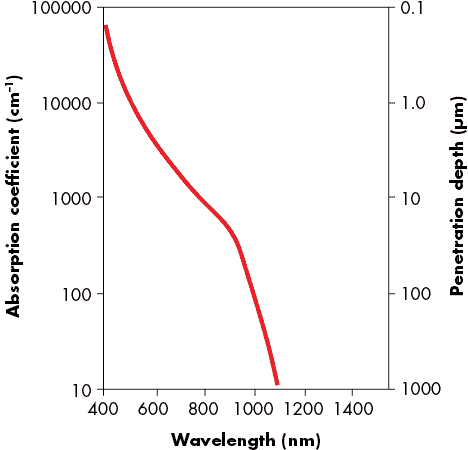 100000
10000
1000
100
10
Absorption coefficient (cm⁻¹)
0.1
1.0
10
100
1000
Penetration depth (µm)
400 600 800 1000 1200 1400
Wavelength (nm)